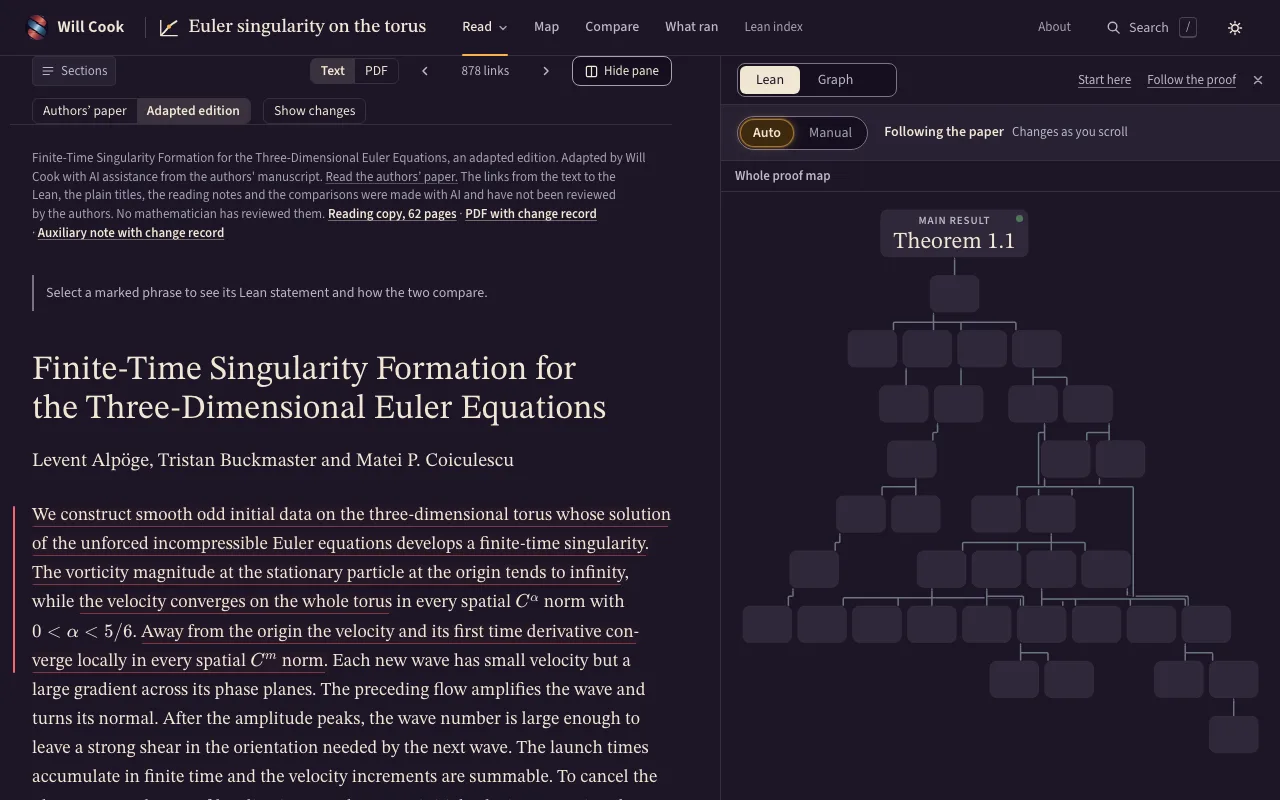 Will Cook
Euler singularity on the torus
Read
Map
Compare
What ran
Lean index
About
Search
/
Sections
Text
PDF
878 links
Hide pane
Authors’ paper
Adapted edition
Show changes
Finite-Time Singularity Formation for the Three-Dimensional Euler Equations, an adapted edition. Adapted by Will
Cook with AI assistance from the authors' manuscript. Read the authors’ paper. The links from the text to the
Lean, the plain titles, the reading notes and the comparisons were made with AI and have not been reviewed
by the authors. No mathematician has reviewed them. Reading copy, 62 pages · PDF with change record
· Auxiliary note with change record
Select a marked phrase to see its Lean statement and how the two compare.
Finite-Time Singularity Formation for
the Three-Dimensional Euler Equations
Levent Alpöge, Tristan Buckmaster and Matei P. Coiculescu
We construct smooth odd initial data on the three-dimensional torus whose solution
of the unforced incompressible Euler equations develops a finite-time singularity.
The vorticity magnitude at the stationary particle at the origin tends to infinity,
while the velocity converges on the whole torus in every spatial C^α norm with
0 < α < 5/6. Away from the origin the velocity and its first time derivative con-
verge locally in every spatial C^m norm. Each new wave has small velocity but a
large gradient across its phase planes. The preceding flow amplifies the wave and
turns its normal. After the amplitude peaks, the wave number is large enough to
leave a strong shear in the orientation needed by the next wave. The launch times
accumulate in finite time and the velocity increments are summable. To cancel the
Lean
Graph
Start here
Follow the proof
Auto
Manual
Following the paper
Changes as you scroll
Whole proof map
MAIN RESULT
Theorem 1.1